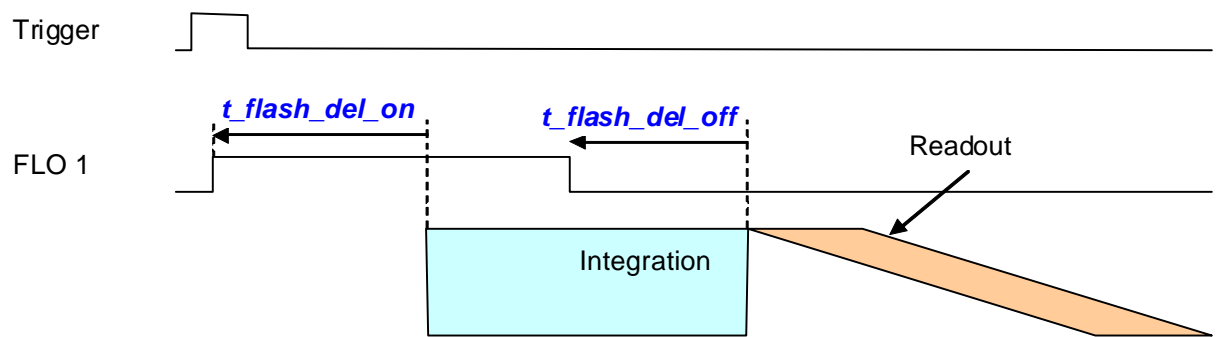 Trigger
t_flash_del_on
t_flash_del_off
FLO 1
Readout
Integration